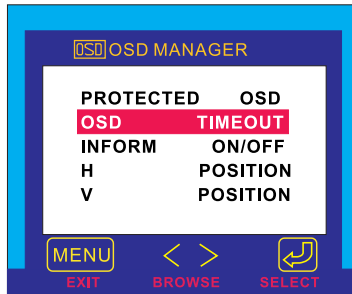 OSD OSD MANAGER
PROTECTED OSD
OSD TIMEOUT
INFORM ON/OFF
H POSITION
V POSITION
MENU < >
EXIT BROWSE SELECT